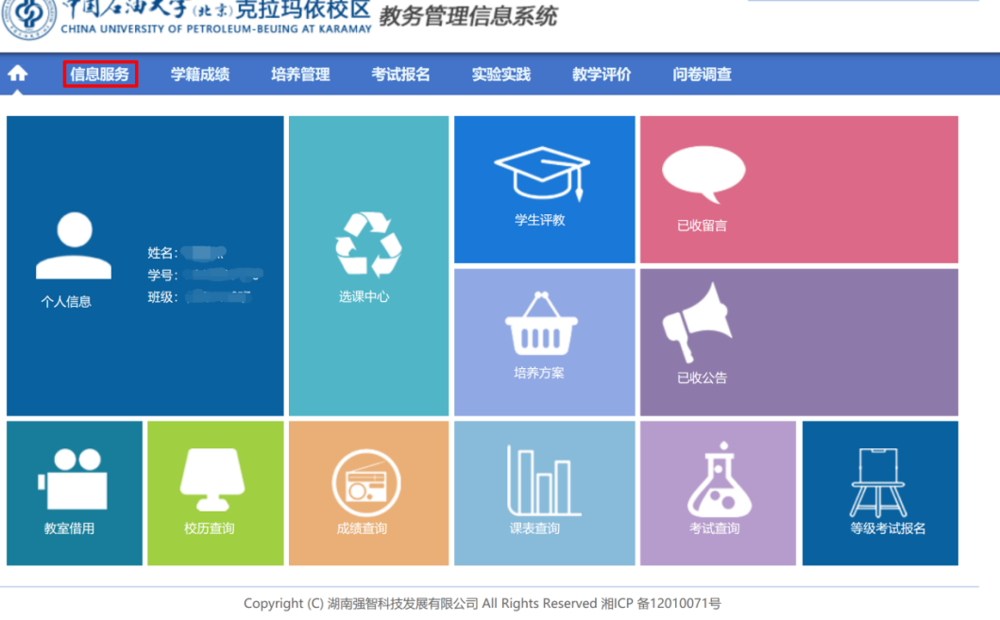 中国石油大学(北京)克拉玛依校区 教务管理信息系统
CHINA UNIVERSITY OF PETROLEUM-BEIJING AT KARAMAY
信息服务 学籍成绩 培养管理 考试报名 实验实践 教学评价 问卷调查
学生评教
已收留言
姓名:
学号:
班级:
个人信息
选课中心
培养方案
已收公告
教室借用
校历查询
成绩查询
课表查询
考试查询
等级考试报名
Copyright (C) 湖南强智科技发展有限公司 All Rights Reserved 湘ICP 备12010071号